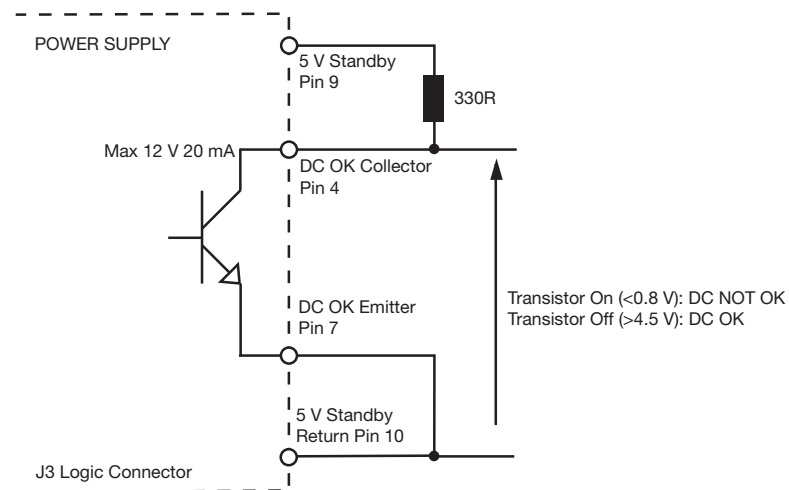 POWER SUPPLY
5 V Standby
Pin 9
330R
Max 12 V 20 mA
DC OK Collector
Pin 4
DC OK Emitter
Pin 7
Transistor On (<0.8 V): DC NOT OK
Transistor Off (>4.5 V): DC OK
5 V Standby
Return Pin 10
J3 Logic Connector